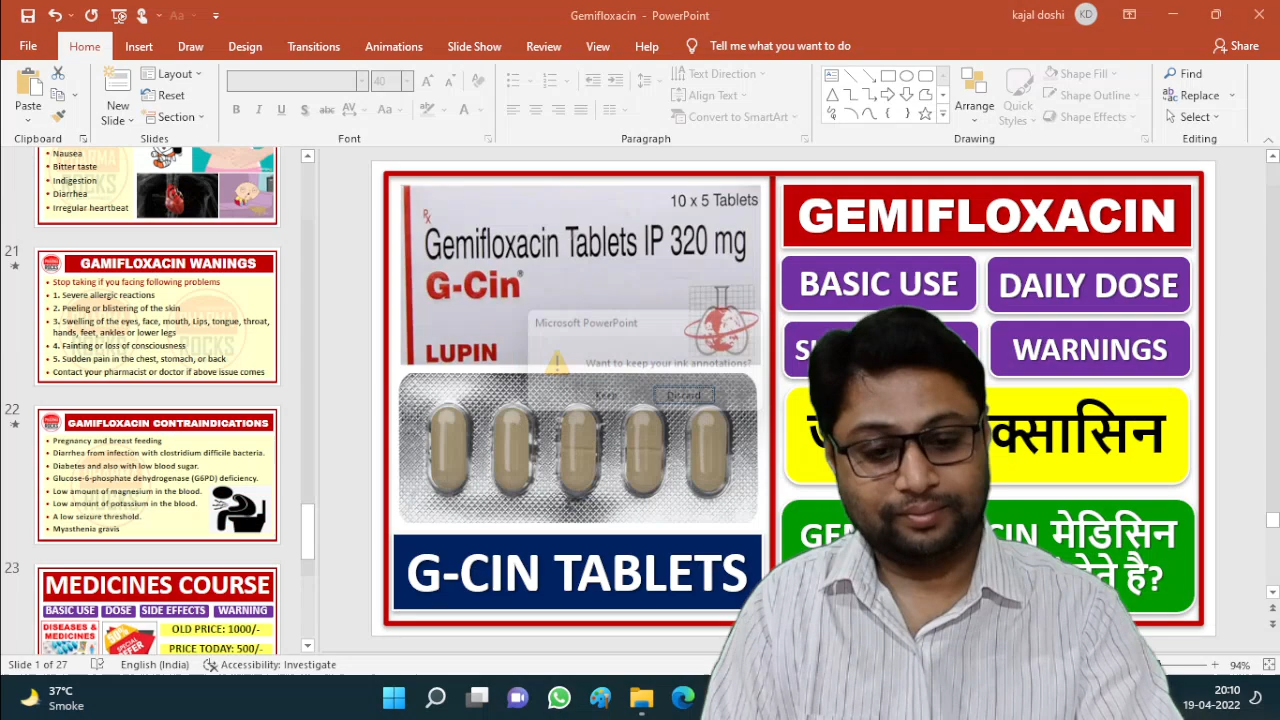 Gemifloxacin - PowerPoint
kajal doshi
KD
File
Home
Insert
Draw
Design
Transitions
Animations
Slide Show
Review
View
Help
Tell me what you want to do
Share
Paste
Clipboard
New
Slide
Layout
Reset
Section
Slides
40
Aa
Font
Text Direction
Align Text
Convert to SmartArt
Paragraph
Arrange
Quick
Styles
Shape Fill
Shape Outline
Shape Effects
Drawing
Find
Replace
Select
Editing
Nausea
Bitter taste
Indigestion
Diarrhea
Irregular heartbeat
21
GAMIFLOXACIN WANINGS
Stop taking if you facing following problems
1. Severe allergic reactions
2. Peeling or blistering of the skin
3. Swelling of the eyes, face, mouth, Lips, tongue, throat,
hands, feet, ankles or lower legs
4. Fainting or loss of consciousness
5. Sudden pain in the chest, stomach, or back
Contact your pharmacist or doctor if above issue comes
22
GAMIFLOXACIN CONTRAINDICATIONS
Pregnancy and breast feeding
Diarrhea from infection with clostridium difficile bacteria.
Diabetes and also with low blood sugar.
Glucose-6-phosphate dehydrogenase (G6PD) deficiency.
Low amount of magnesium in the blood.
Low amount of potassium in the blood.
A low seizure threshold.
Myasthenia gravis
23
MEDICINES COURSE
BASIC USE
DOSE
SIDE EFFECTS
WARNING
DISEASES &
MEDICINES
50%
SPECIAL
OFFER
OLD PRICE: 1000/-
PRICE TODAY: 500/-
10 x 5 Tablets
Rx
Gemifloxacin Tablets IP 320 mg
G-Cin®
LUPIN
Microsoft PowerPoint
Want to keep your ink annotations?
Keep
Discard
G-CIN TABLETS
GEMIFLOXACIN
BASIC USE
DAILY DOSE
WARNINGS
क्सासिन
CIN मेडिसिन
है?
Slide 1 of 27
English (India)
Accessibility: Investigate
94%
37°C
Smoke
20:10
19-04-2022